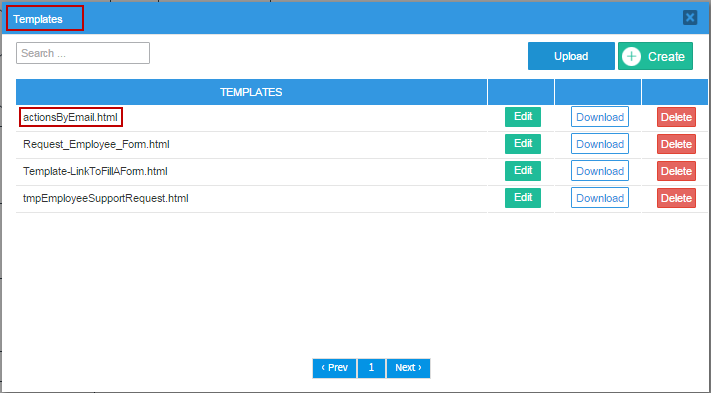 Templates
Search ...
Upload
Create
TEMPLATES
actionsByEmail.html Edit Download Delete
Request_Employee_Form.html Edit Download Delete
Template-LinkToFillAForm.html Edit Download Delete
tmpEmployeeSupportRequest.html Edit Download Delete
‹ Prev 1 Next ›